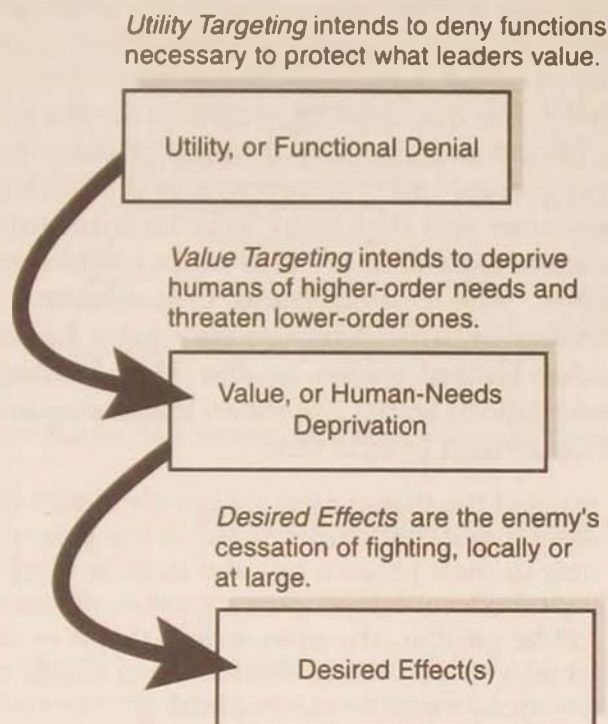 Utility Targeting intends to deny functions
necessary to protect what leaders value.
Utility, or Functional Denial
Value Targeting intends to deprive
humans of higher-order needs and
threaten lower-order ones.
Value, or Human-Needs
Deprivation
Desired Effects are the enemy's
cessation of fighting, locally or
at large.
Desired Effect(s)